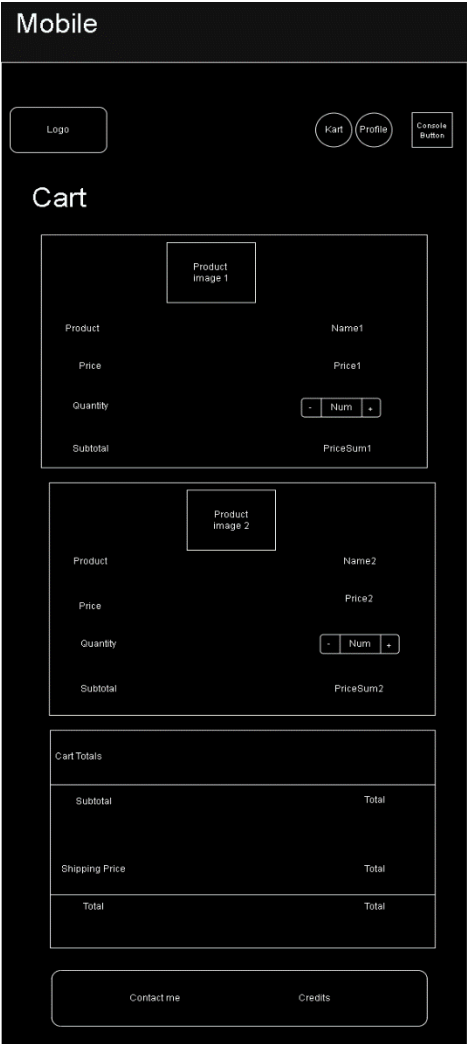 Mobile
Logo
Kart
Profile
Console
Button
Cart
Product
image 1
Product Name1
Price Price1
Quantity - Num +
Subtotal PriceSum1
Product
image 2
Product Name2
Price Price2
Quantity - Num +
Subtotal PriceSum2
Cart Totals
Subtotal Total
Shipping Price Total
Total Total
Contact me Credits